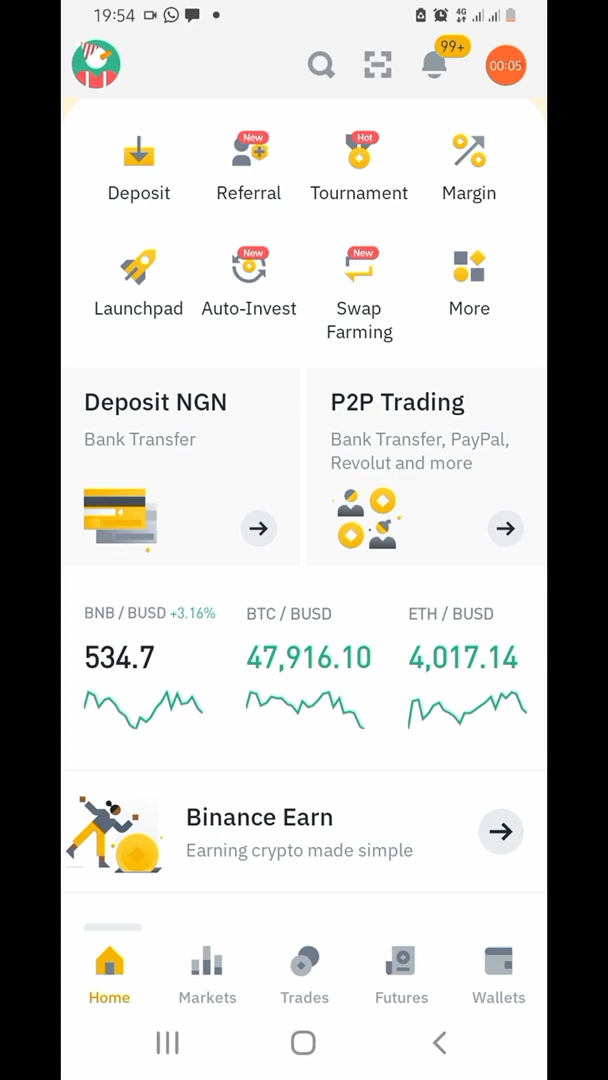 19:54
4G
99+
00:05
New
Hot
Deposit
Referral
Tournament
Margin
New
New
Launchpad
Auto-Invest
Swap
Farming
More
Deposit NGN
Bank Transfer
P2P Trading
Bank Transfer, PayPal,
Revolut and more
BNB / BUSD +3.16%
BTC / BUSD
ETH / BUSD
534.7
47,916.10
4,017.14
Binance Earn
Earning crypto made simple
Home
Markets
Trades
Futures
Wallets